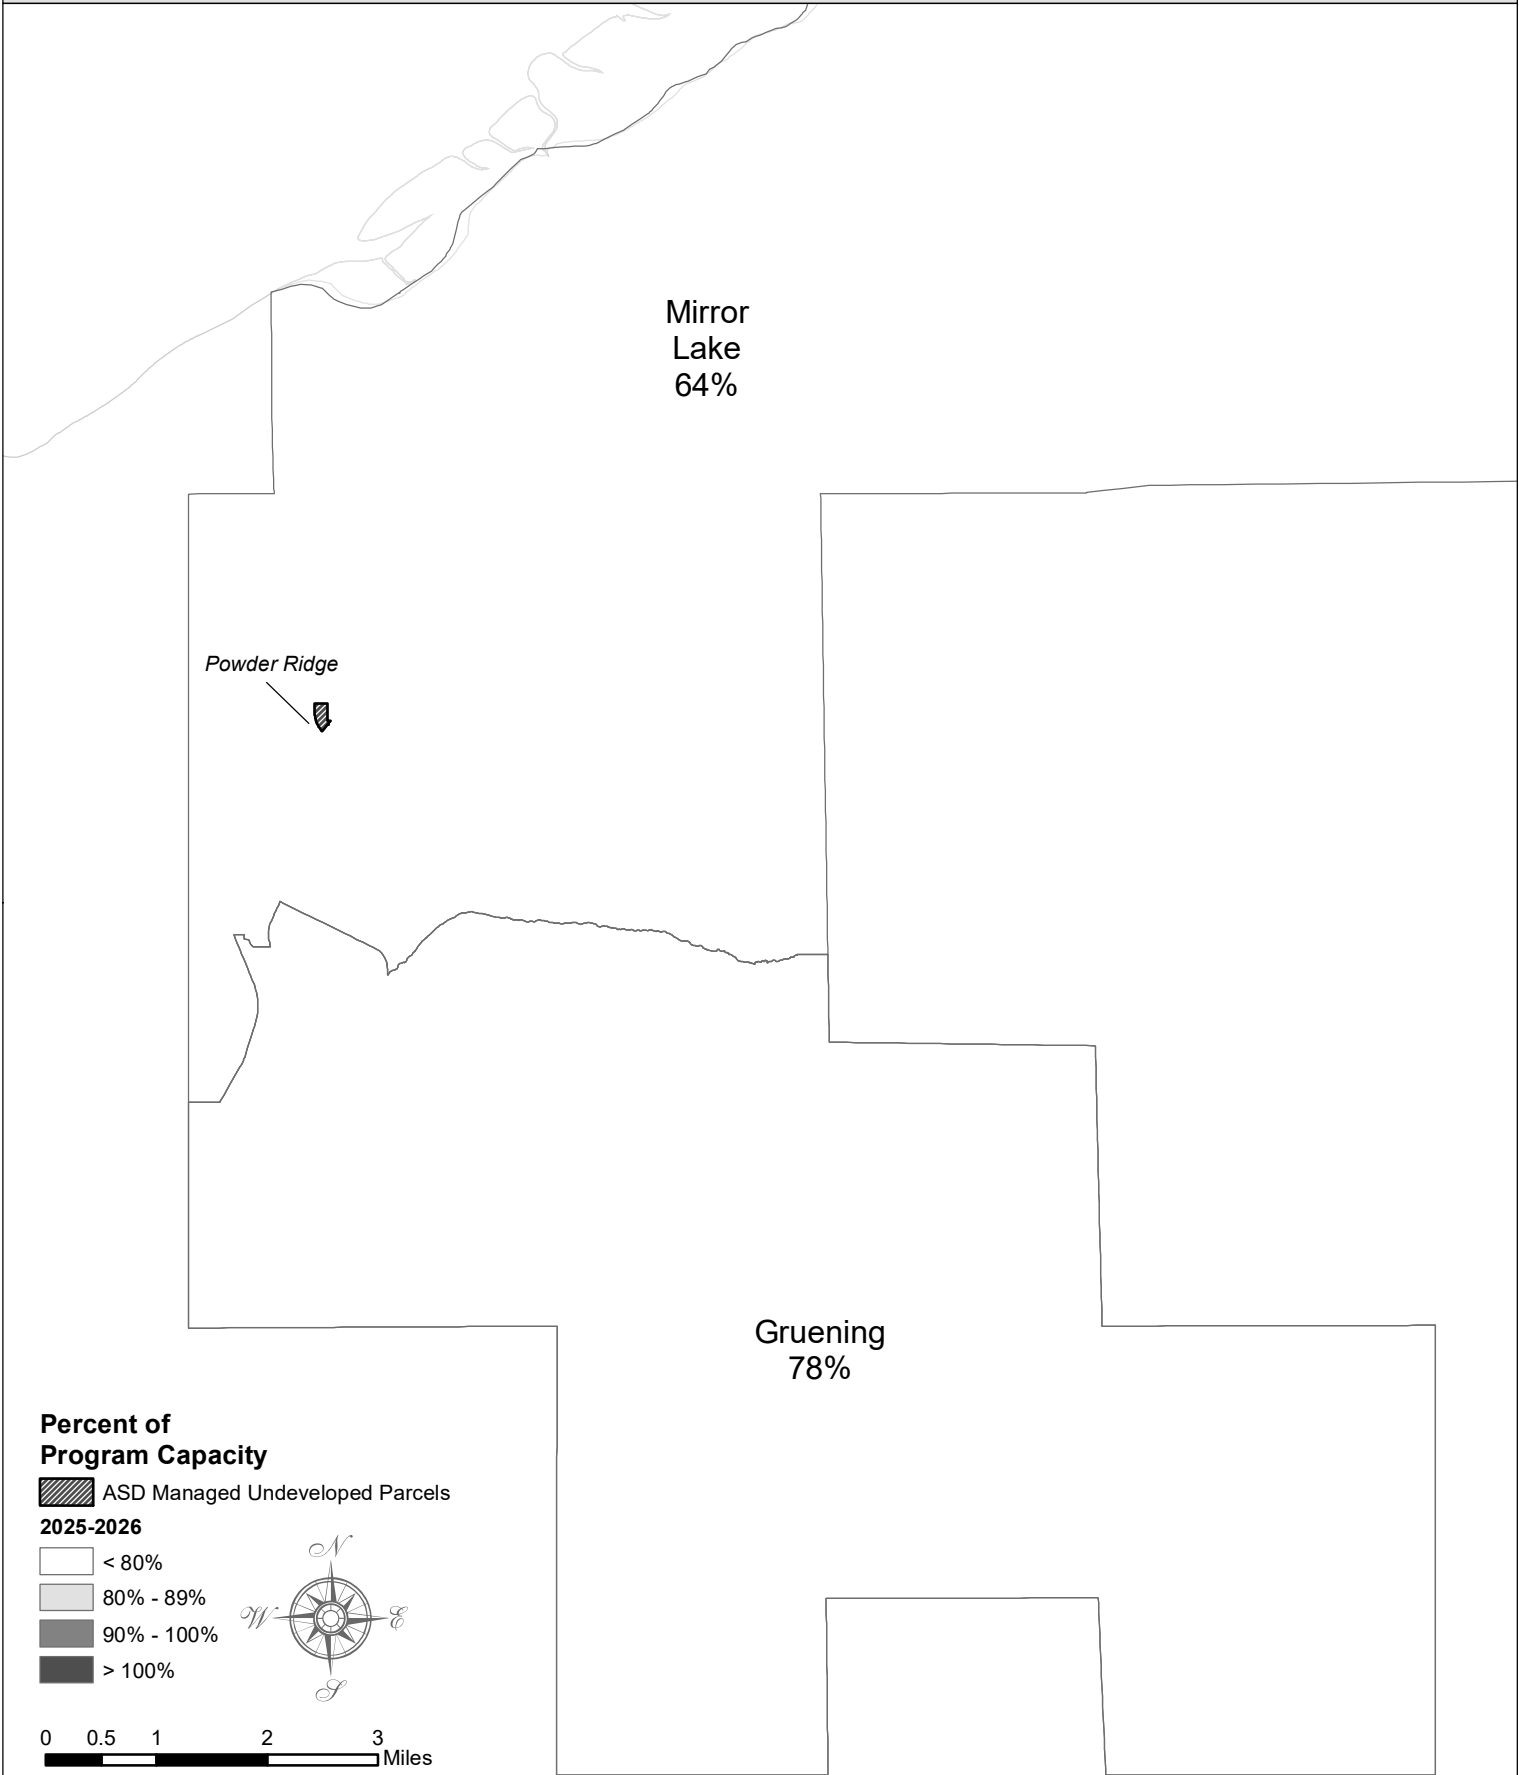 Mirror
Lake
64%
Powder Ridge
Gruening
78%
Percent of
Program Capacity
ASD Managed Undeveloped Parcels
2025-2026
< 80%
80% - 89%
90% - 100%
> 100%
N
W E
S
0 0.5 1 2 3
Miles